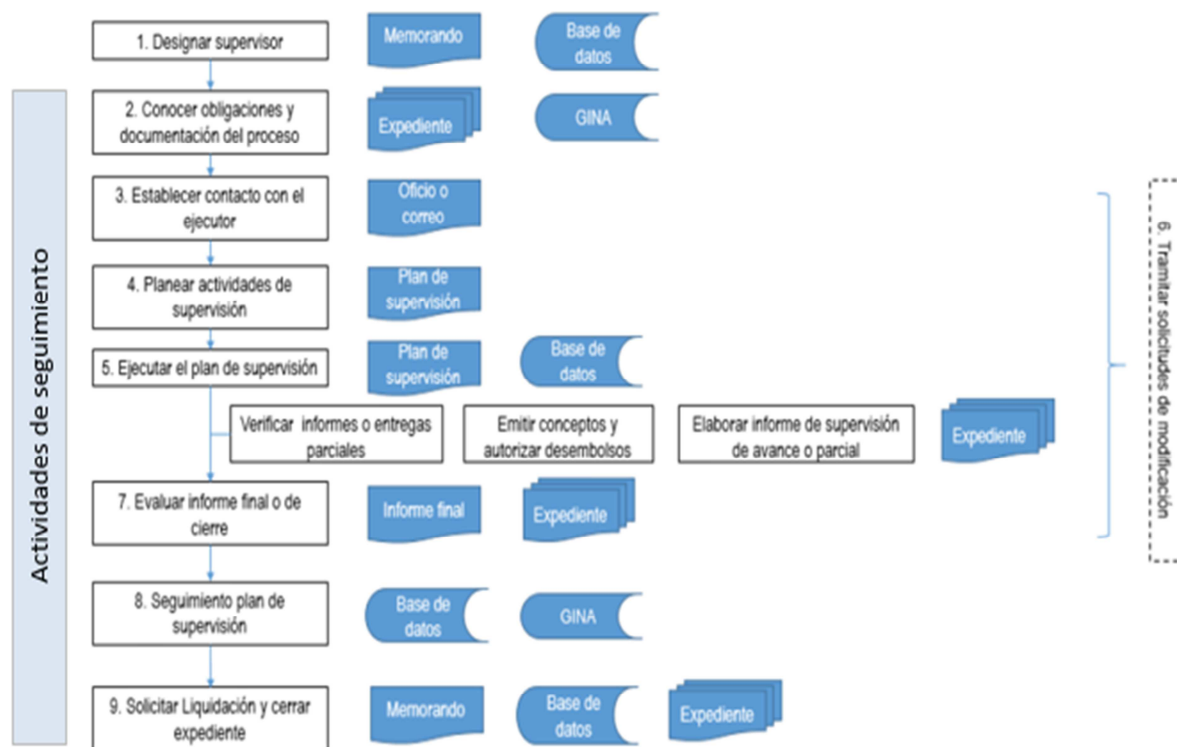 1. Designar supervisor
Memorando
Base de
datos
Actividades de seguimiento
2. Conocer obligaciones y
documentación del proceso
Expediente
GINA
3. Establecer contacto con el
ejecutor
Oficio o
correo
4. Planear actividades de
supervisión
Plan de
supervisión
5. Ejecutar el plan de supervisión
Plan de
supervisión
Base de
datos
Verificar informes o entregas
parciales
Emitir conceptos y
autorizar desembolsos
Elaborar informe de supervisión
de avance o parcial
Expediente
6. Tramitar solicitudes de modificación
7. Evaluar informe final o de
cierre
Informe final
Expediente
8. Seguimiento plan de
supervisión
Base de
datos
GINA
9. Solicitar Liquidación y cerrar
expediente
Memorando
Base de
datos
Expediente